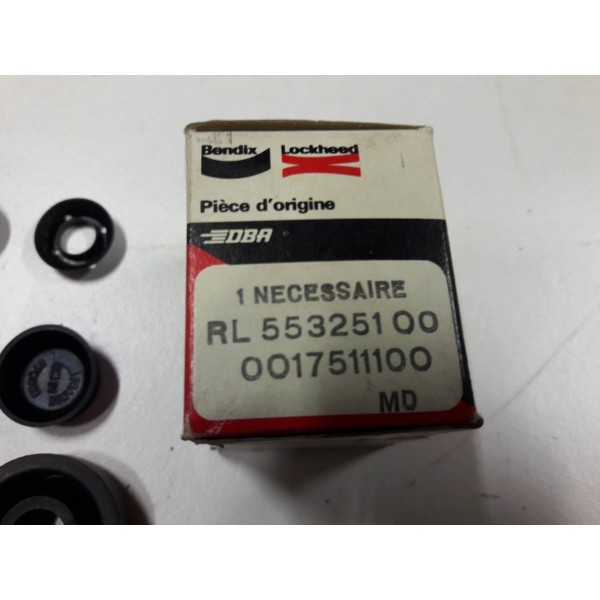 Bendix Lockheed
Pièce d'origine
DBA
1 NECESSAIRE
RL 55325100
0017511100
MD